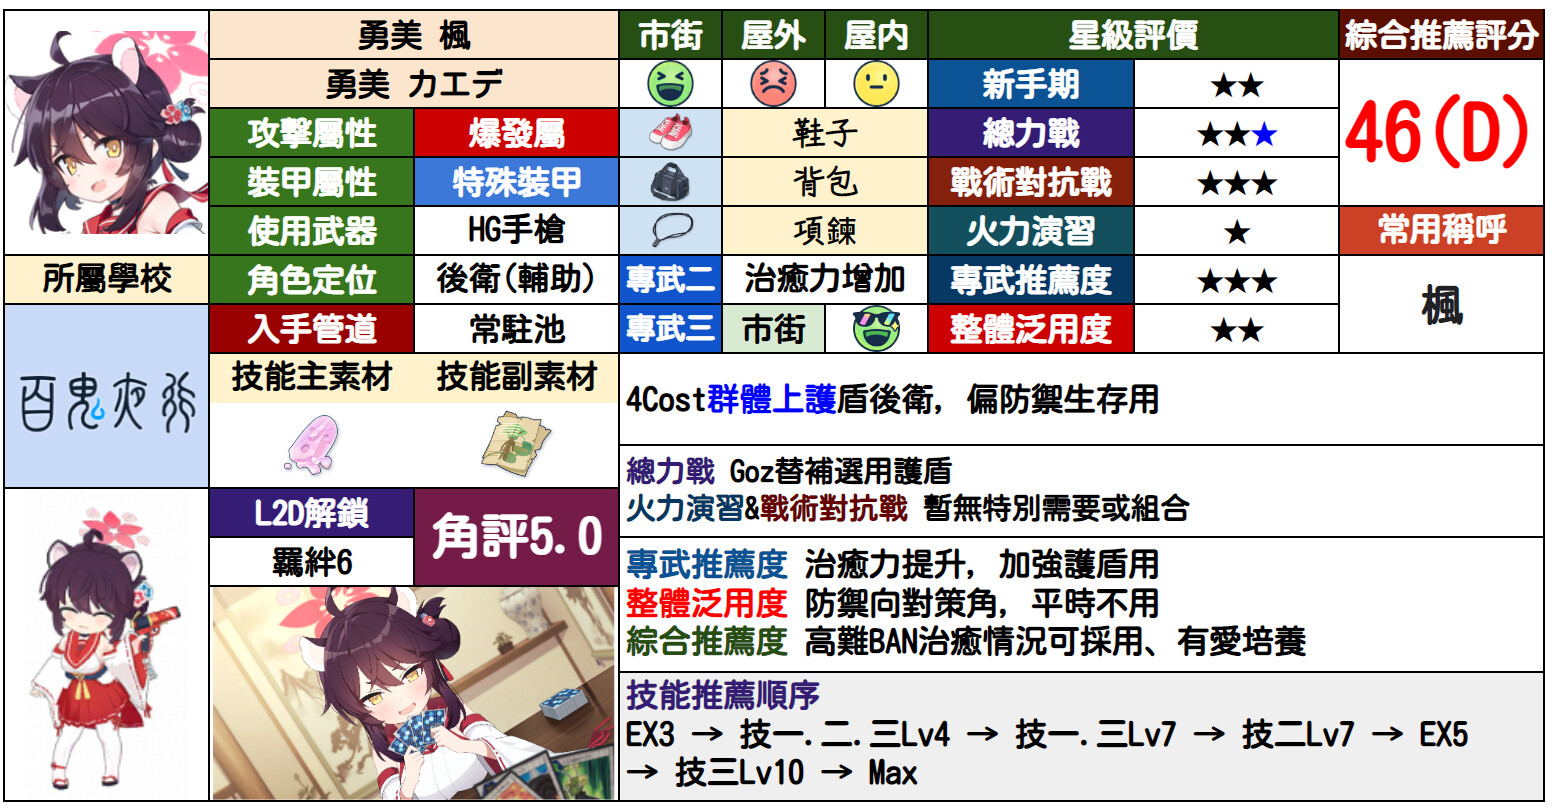 勇美 楓
市街
屋外
屋内
星級評價
綜合推薦評分
勇美 カエデ
新手期
★★
46(D)
攻擊屬性
爆發屬
鞋子
總力戰
★★★
裝甲屬性
特殊裝甲
背包
戰術對抗戰
★★★
使用武器
HG手槍
項鍊
火力演習
★
常用稱呼
所屬學校
角色定位
後衛(輔助)
專武二
治癒力增加
專武推薦度
★★★
楓
入手管道
常駐池
專武三
市街
整體泛用度
★★
百鬼夜行
技能主素材
技能副素材
4Cost群體上護盾後衛, 偏防禦生存用
總力戰 Goz替補選用護盾
火力演習&戰術對抗戰 暫無特別需要或組合
L2D解鎖
角評5.0
羈絆6
專武推薦度 治癒力提升, 加強護盾用
整體泛用度 防禦向對策角, 平時不用
綜合推薦度 高難BAN治癒情況可採用、有愛培養
技能推薦順序
EX3 → 技一.二.三Lv4 → 技一.三Lv7 → 技二Lv7 → EX5
→ 技三Lv10 → Max